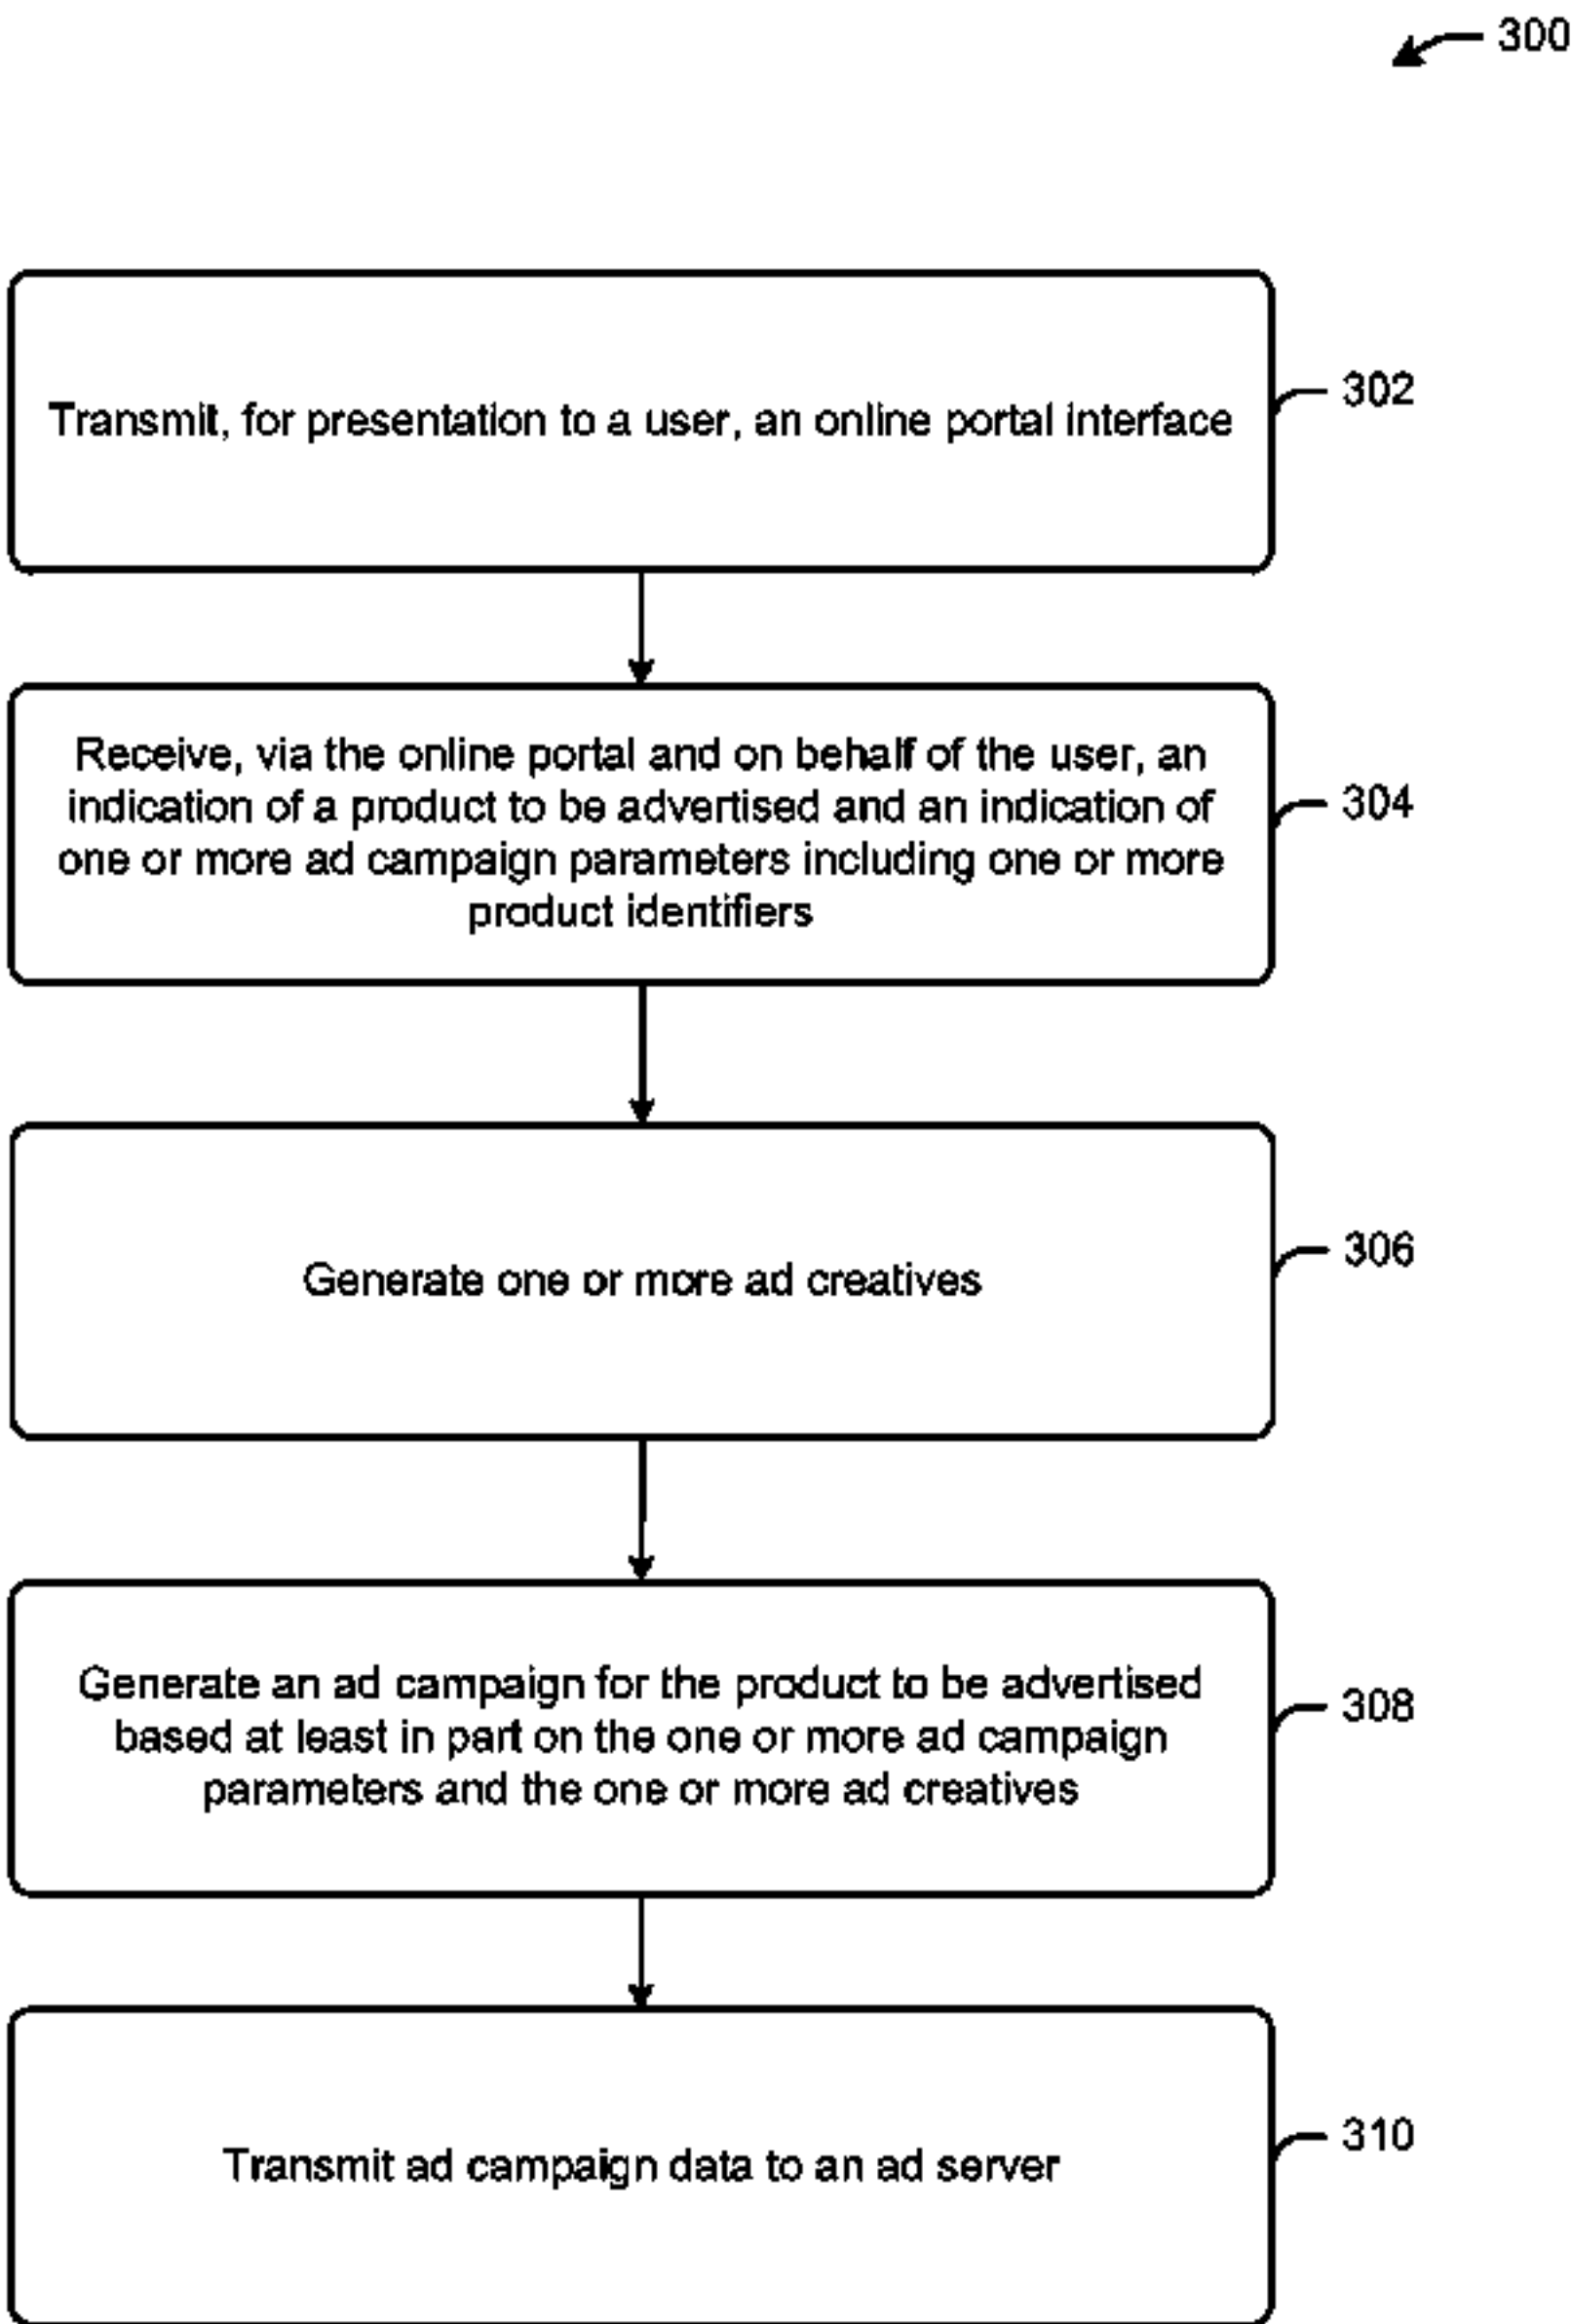 300
Transmit, for presentation to a user, an online portal interface
302
Receive, via the online portal and on behalf of the user, an
indication of a product to be advertised and an indication of
one or more ad campaign parameters including one or more
product identifiers
304
Generate one or more ad creatives
306
Generate an ad campaign for the product to be advertised
based at least in part on the one or more ad campaign
parameters and the one or more ad creatives
308
Transmit ad campaign data to an ad server
310